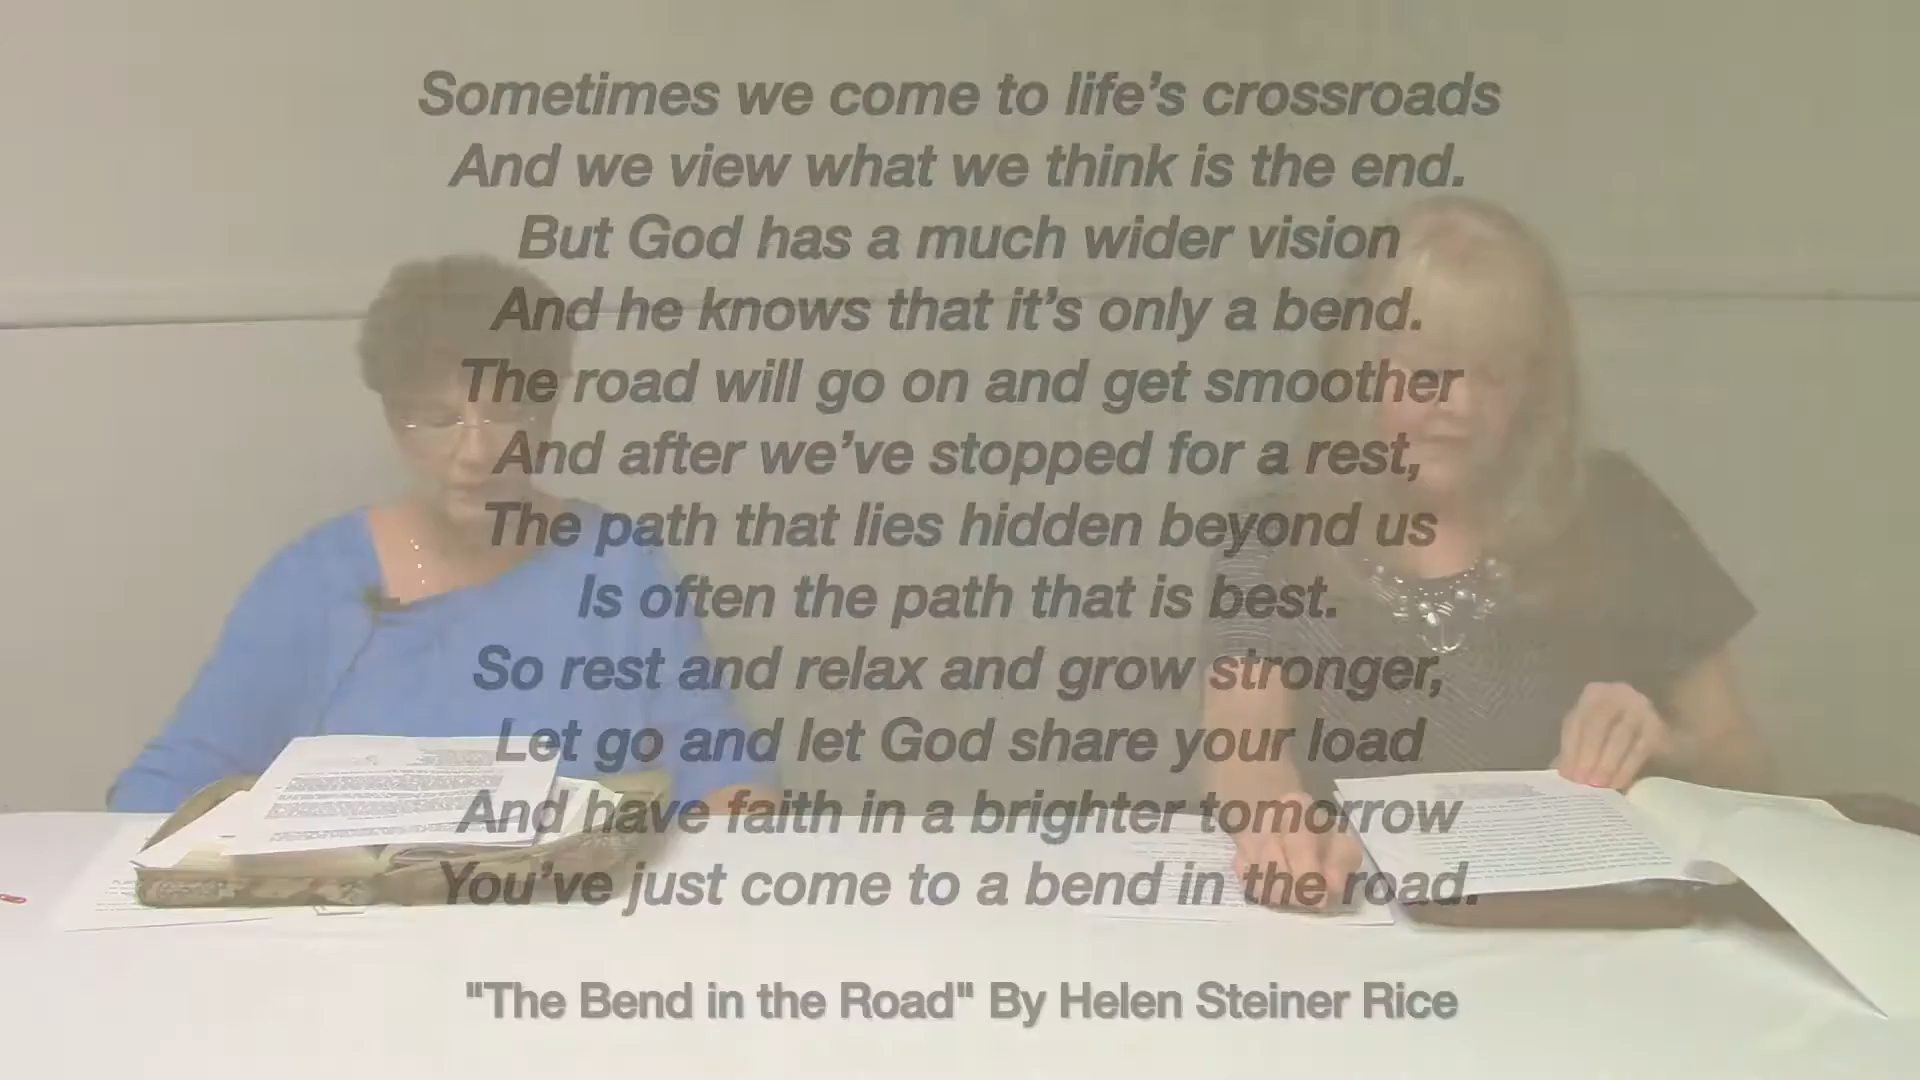 Sometimes we come to life’s crossroads
And we view what we think is the end.
But God has a much wider vision
And he knows that it’s only a bend.
The road will go on and get smoother
And after we’ve stopped for a rest,
The path that lies hidden beyond us
Is often the path that is best.
So rest and relax and grow stronger,
Let go and let God share your load
And have faith in a brighter tomorrow
You’ve just come to a bend in the road.
"The Bend in the Road" By Helen Steiner Rice